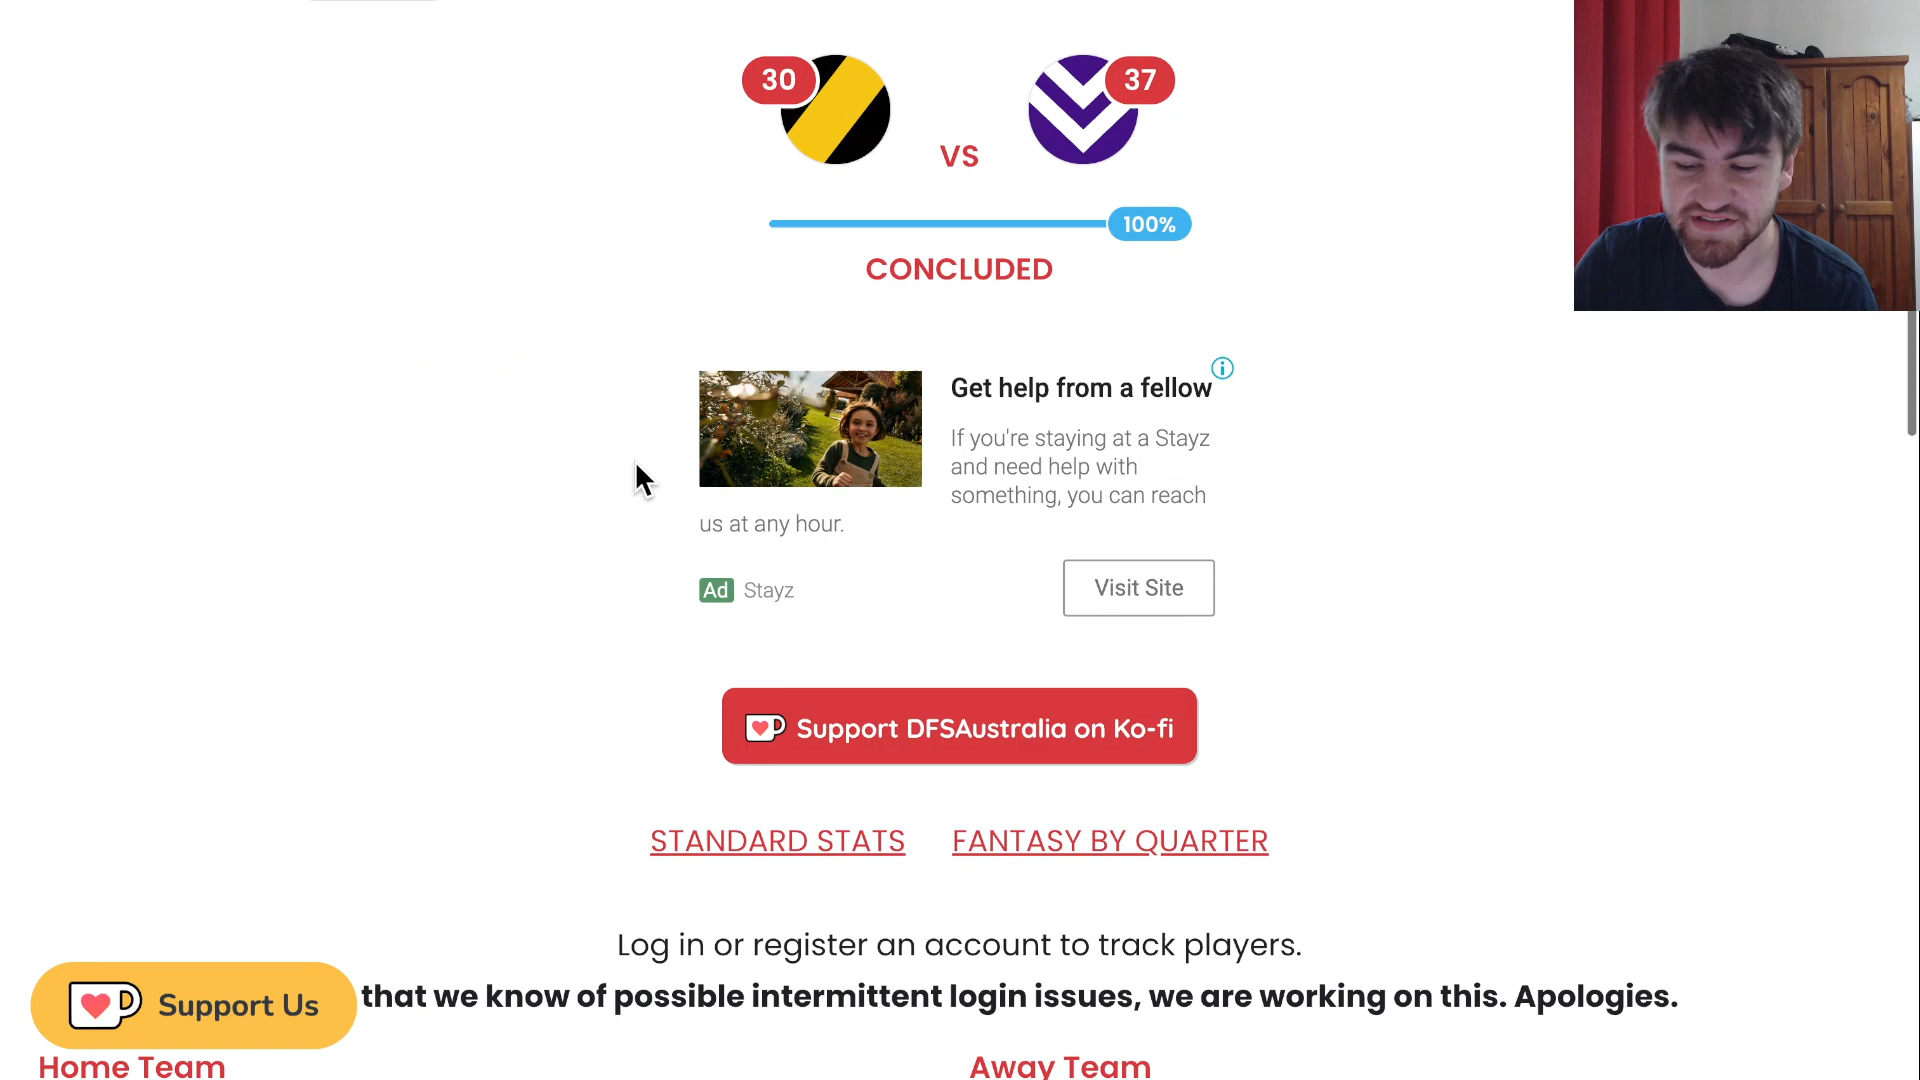 30
37
VS
100%
CONCLUDED
Get help from a fellow
If you're staying at a Stayz
and need help with
something, you can reach
us at any hour.
Ad Stayz
Visit Site
Support DFSAustralia on Ko-fi
STANDARD STATS
FANTASY BY QUARTER
Log in or register an account to track players.
that we know of possible intermittent login issues, we are working on this. Apologies.
Support Us
Home Team
Away Team